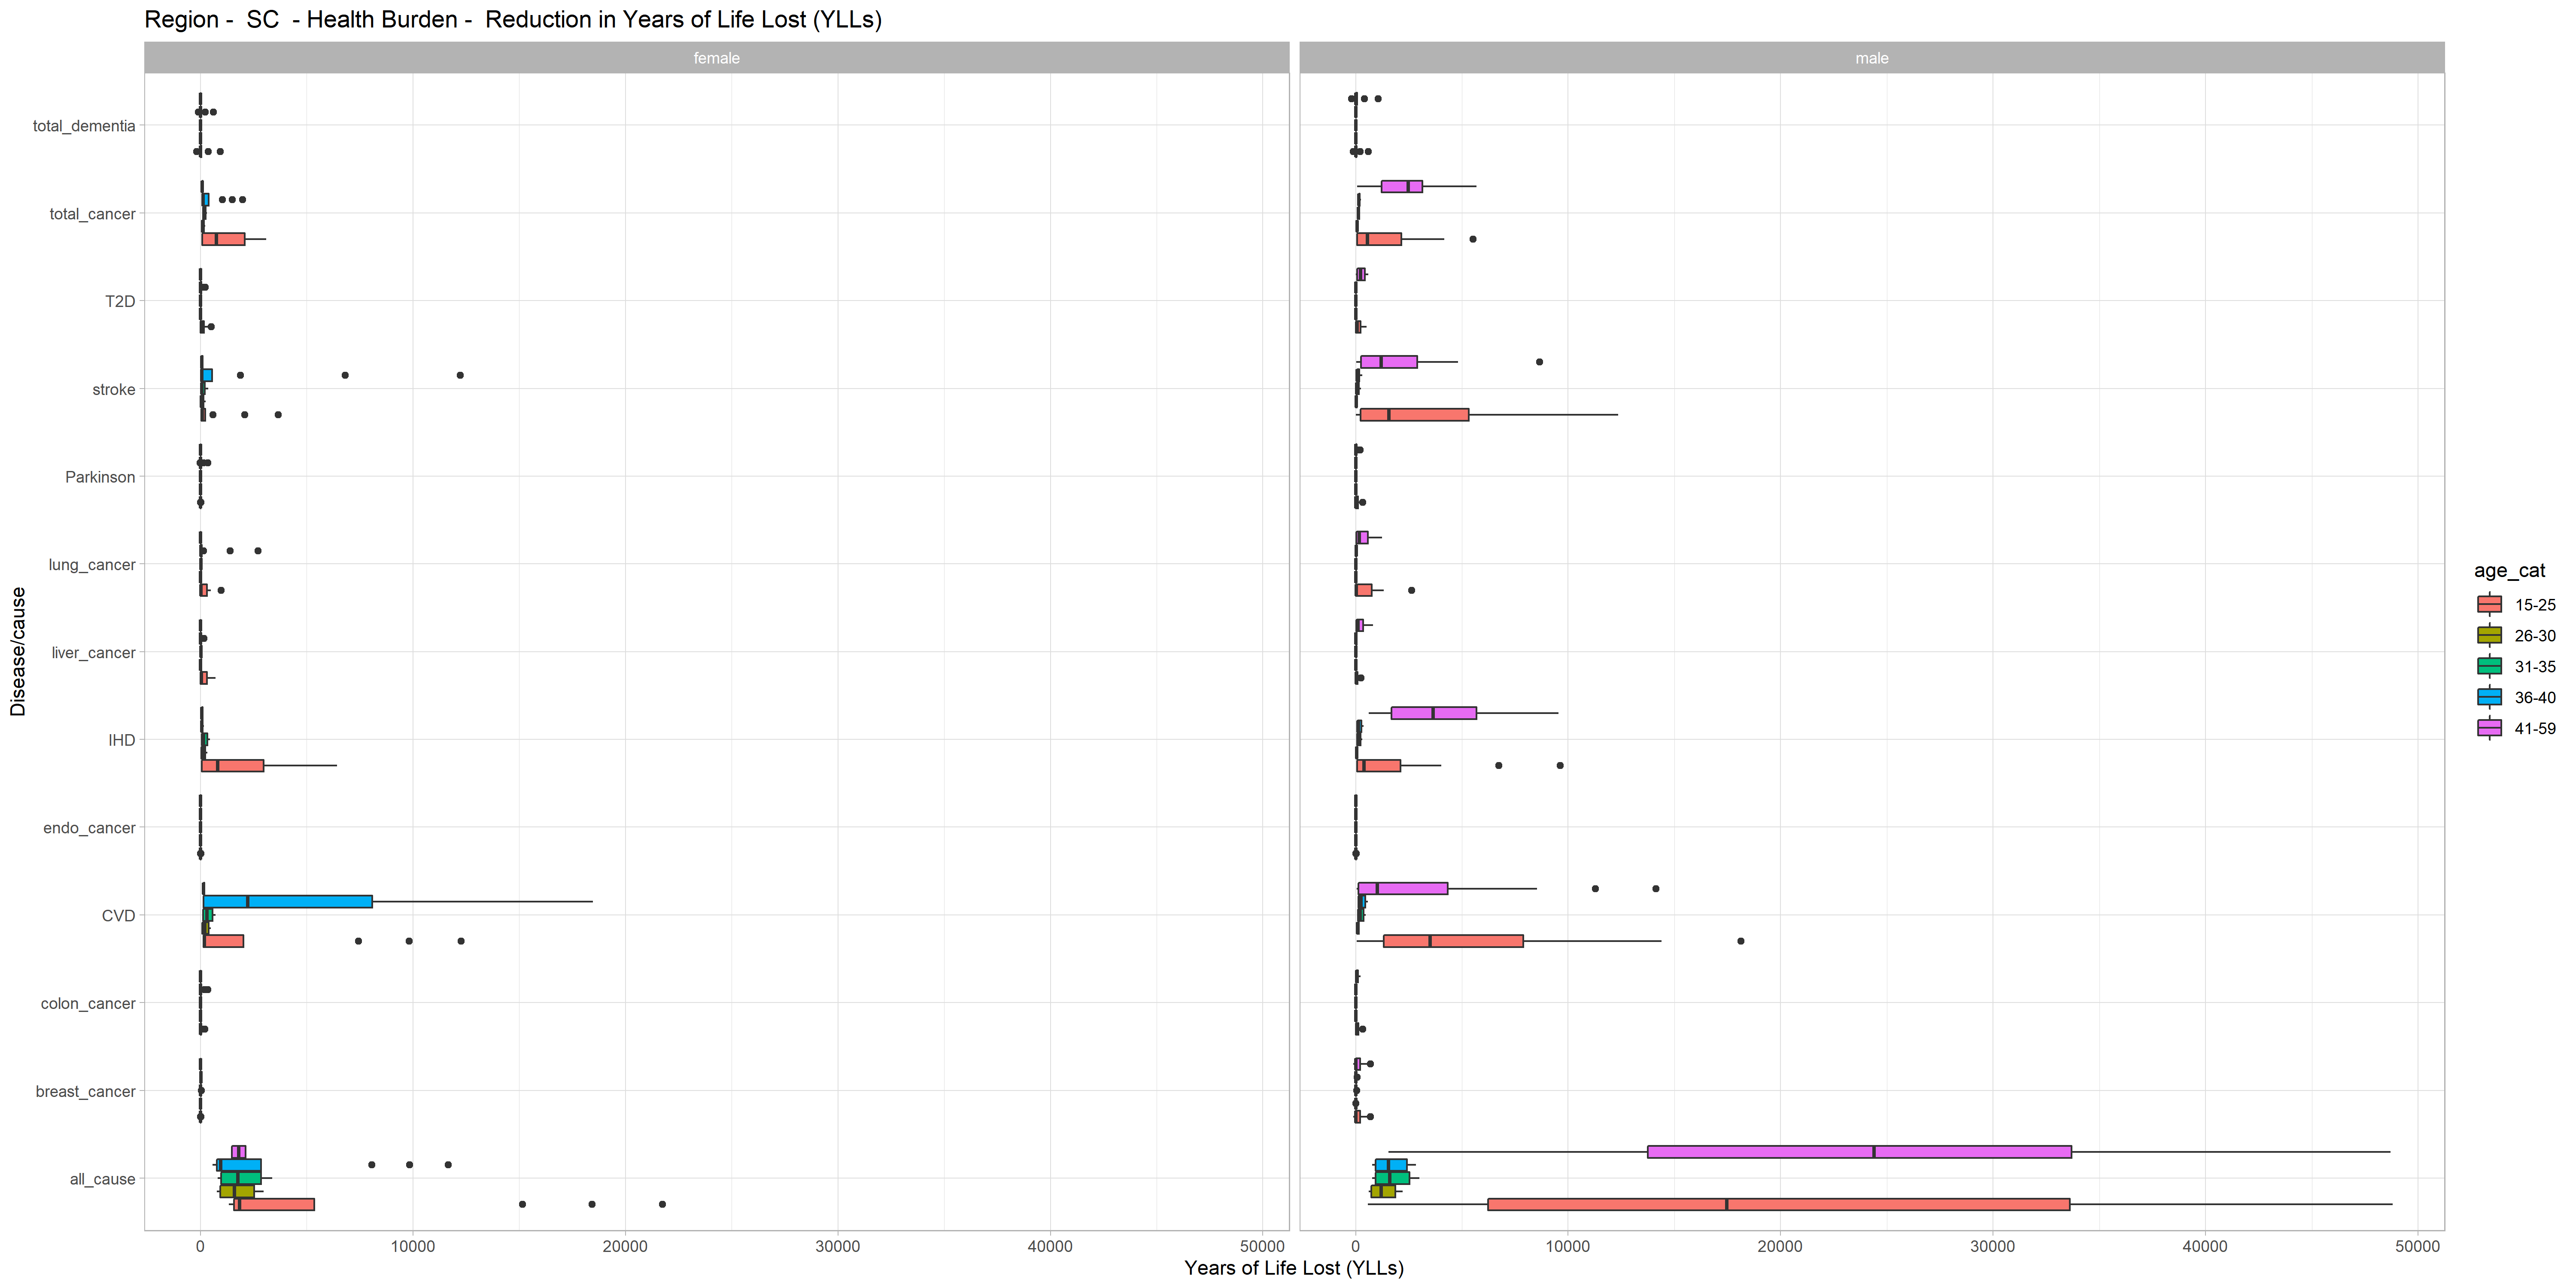 Region -  SC  - Health Burden -  Reduction in Years of Life Lost (YLLs)
female
male
total_dementia
total_cancer
T2D
stroke
Parkinson
lung_cancer
liver_cancer
IHD
endo_cancer
CVD
colon_cancer
breast_cancer
all_cause
Disease/cause
0 10000 20000 30000 40000 50000
0 10000 20000 30000 40000 50000
Years of Life Lost (YLLs)
age_cat
15-25
26-30
31-35
36-40
41-59